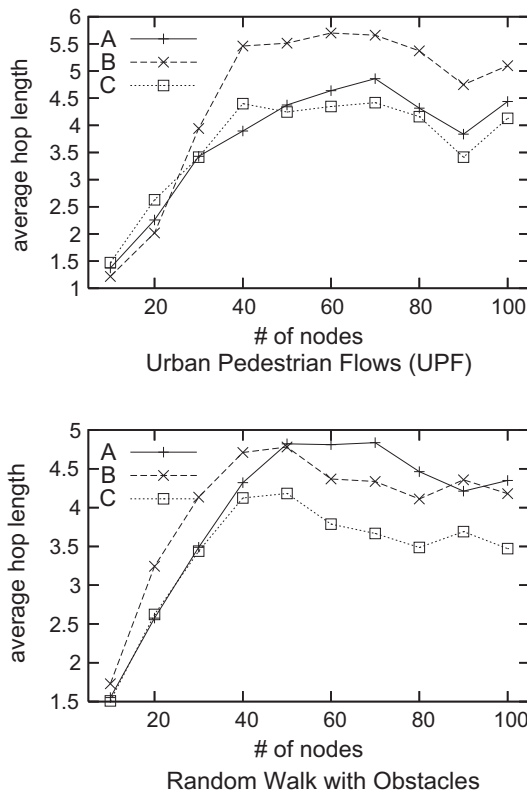 6
5.5
5
4.5
4
3.5
3
2.5
2
1.5
1
A
B
C
average hop length
20 40 60 80 100
# of nodes
Urban Pedestrian Flows (UPF)
5
4.5
4
3.5
3
2.5
2
1.5
A
B
C
average hop length
20 40 60 80 100
# of nodes
Random Walk with Obstacles